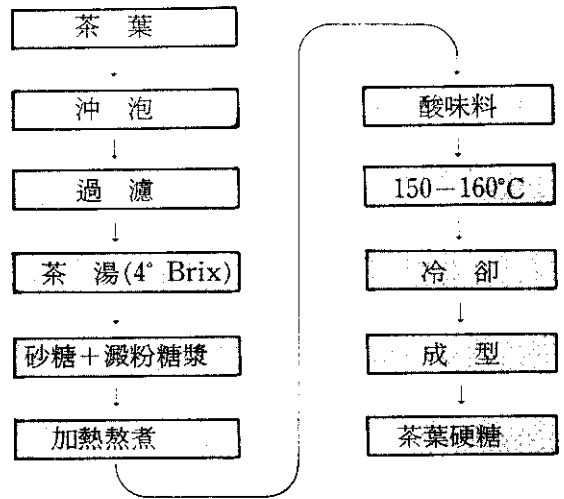 茶葉
沖泡
過濾
茶湯(4° Brix)
砂糖＋澱粉糖漿
加熱熬煮
酸味料
150－160°C
冷卻
成型
茶葉硬糖